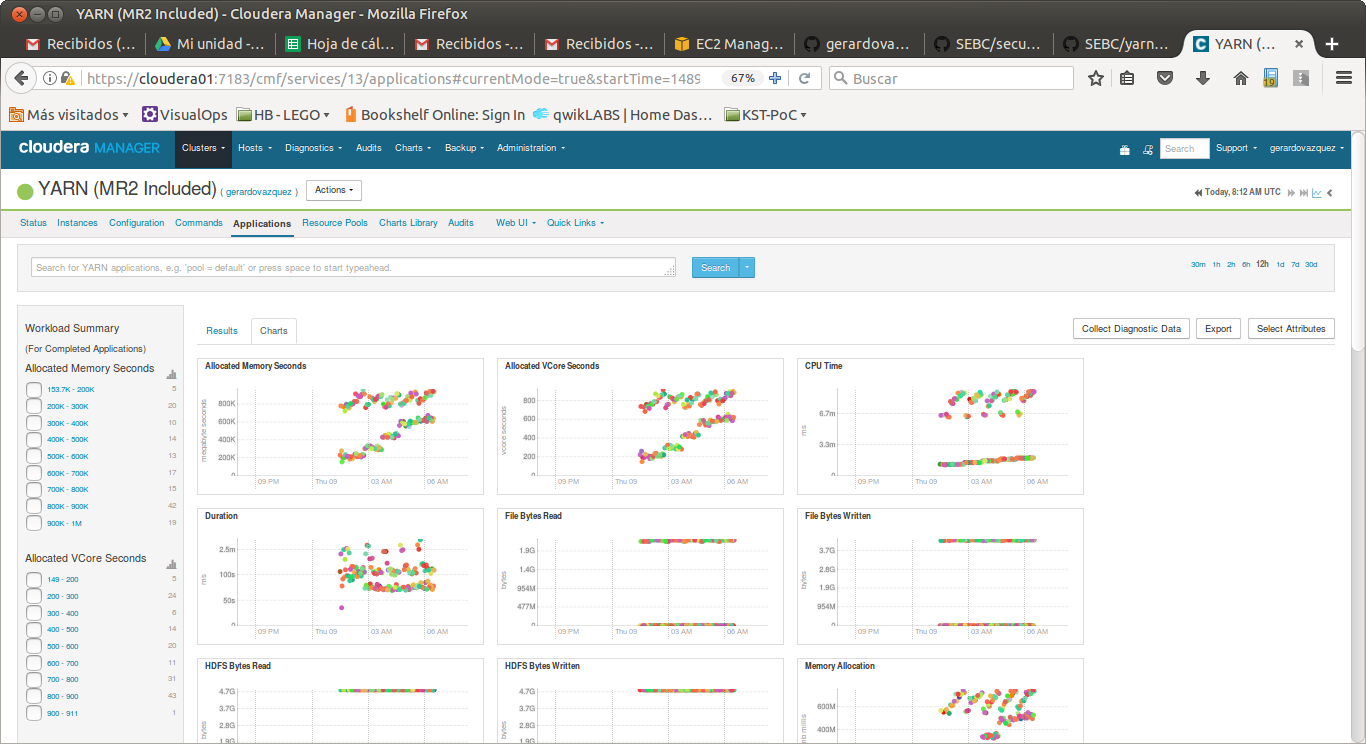 YARN (MR2 Included) - Cloudera Manager - Mozilla Firefox
Recibidos (... Mi unidad -... Hoja de cál... Recibidos -... Recibidos -... EC2 Manag... gerardova... SEBC/secu... SEBC/yarn... YARN (...
https://cloudera01:7183/cmf/services/13/applications#currentMode=true&startTime=1489 67% Buscar 19
Más visitados VisualOps HB - LEGO Bookshelf Online: Sign In qwikLABS | Home Das... KST-PoC
cloudera MANAGER Clusters Hosts Diagnostics Audits Charts Backup Administration Search Support gerardovazquez
YARN (MR2 Included) ( gerardovazquez ) Actions Today, 8:12 AM UTC
Status Instances Configuration Commands Applications Resource Pools Charts Library Audits Web UI Quick Links
Search for YARN applications, e.g. 'pool = default' or press space to start typeahead. Search 30m 1h 2h 6h 12h 1d 7d 30d
Workload Summary
(For Completed Applications)
Allocated Memory Seconds
153.7K - 200K 5
200K - 300K 20
300K - 400K 10
400K - 500K 14
500K - 600K 13
600K - 700K 17
700K - 800K 15
800K - 900K 42
900K - 1M 19
Allocated VCore Seconds
149 - 200 5
200 - 300 24
300 - 400 6
400 - 500 14
500 - 600 20
600 - 700 11
700 - 800 31
800 - 900 43
900 - 911 1
Results Charts Collect Diagnostic Data Export Select Attributes
Allocated Memory Seconds
megabyte seconds
800K
600K
400K
200K
0
09 PM Thu 09 03 AM 06 AM
Allocated VCore Seconds
vcore seconds
800
600
400
200
0
09 PM Thu 09 03 AM 06 AM
CPU Time
ms
6.7m
3.3m
0
09 PM Thu 09 03 AM 06 AM
Duration
ms
2.5m
100s
50s
0
09 PM Thu 09 03 AM 06 AM
File Bytes Read
bytes
1.9G
1.4G
954M
477M
0
09 PM Thu 09 03 AM 06 AM
File Bytes Written
bytes
3.7G
2.8G
1.9G
954M
0
09 PM Thu 09 03 AM 06 AM
HDFS Bytes Read
bytes
4.7G
3.7G
2.8G
1.9G
HDFS Bytes Written
bytes
4.7G
3.7G
2.8G
1.9G
Memory Allocation
600M
400M